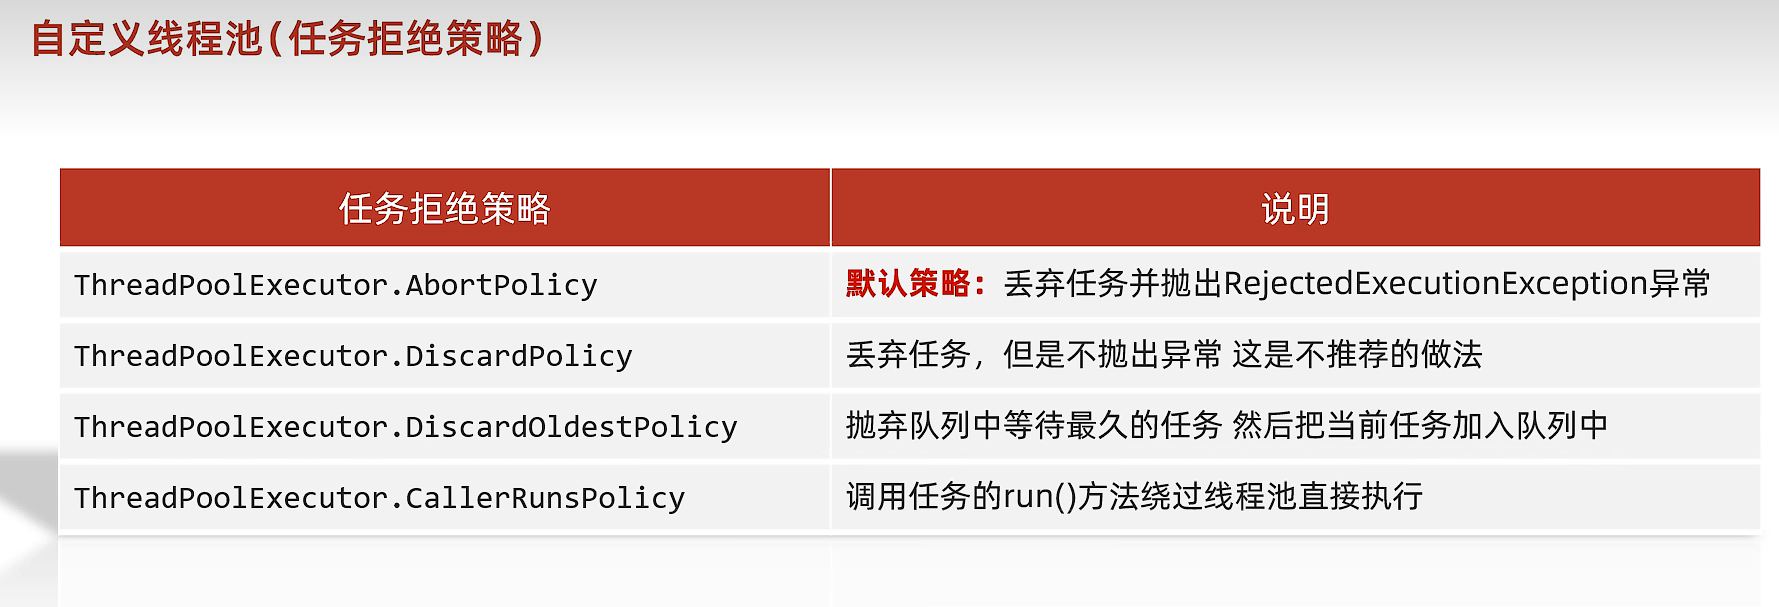 自定义线程池(任务拒绝策略)
任务拒绝策略
说明
ThreadPoolExecutor.AbortPolicy
默认策略：丢弃任务并抛出RejectedExecutionException异常
ThreadPoolExecutor.DiscardPolicy
丢弃任务，但是不抛出异常 这是不推荐的做法
ThreadPoolExecutor.DiscardOldestPolicy
抛弃队列中等待最久的任务 然后把当前任务加入队列中
ThreadPoolExecutor.CallerRunsPolicy
调用任务的run()方法绕过线程池直接执行